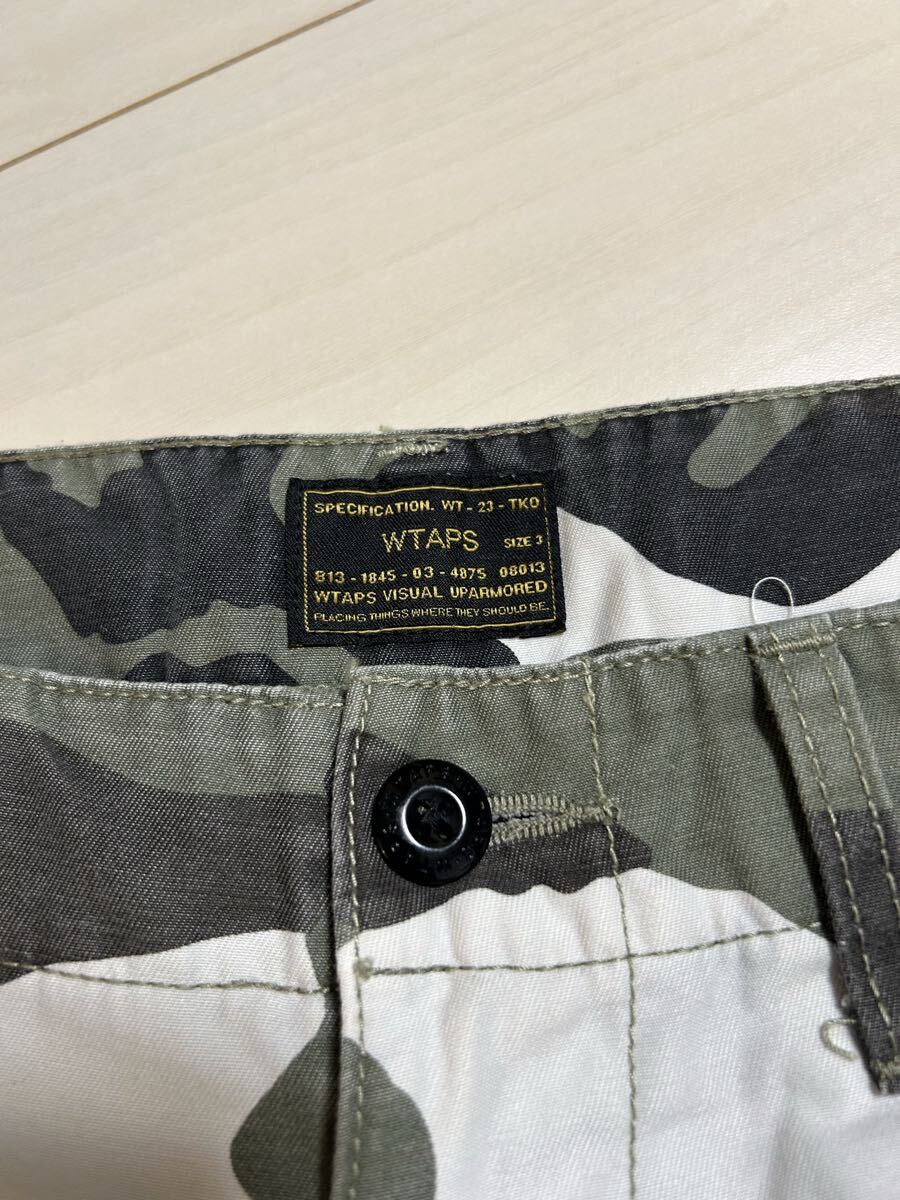 SPECIFICATION. WT - 23 - TKO
WTAPS SIZE 3
813 - 1845 - 03 - 4875 08013
WTAPS VISUAL UPARMORED
PLACING THINGS WHERE THEY SHOULD BE.